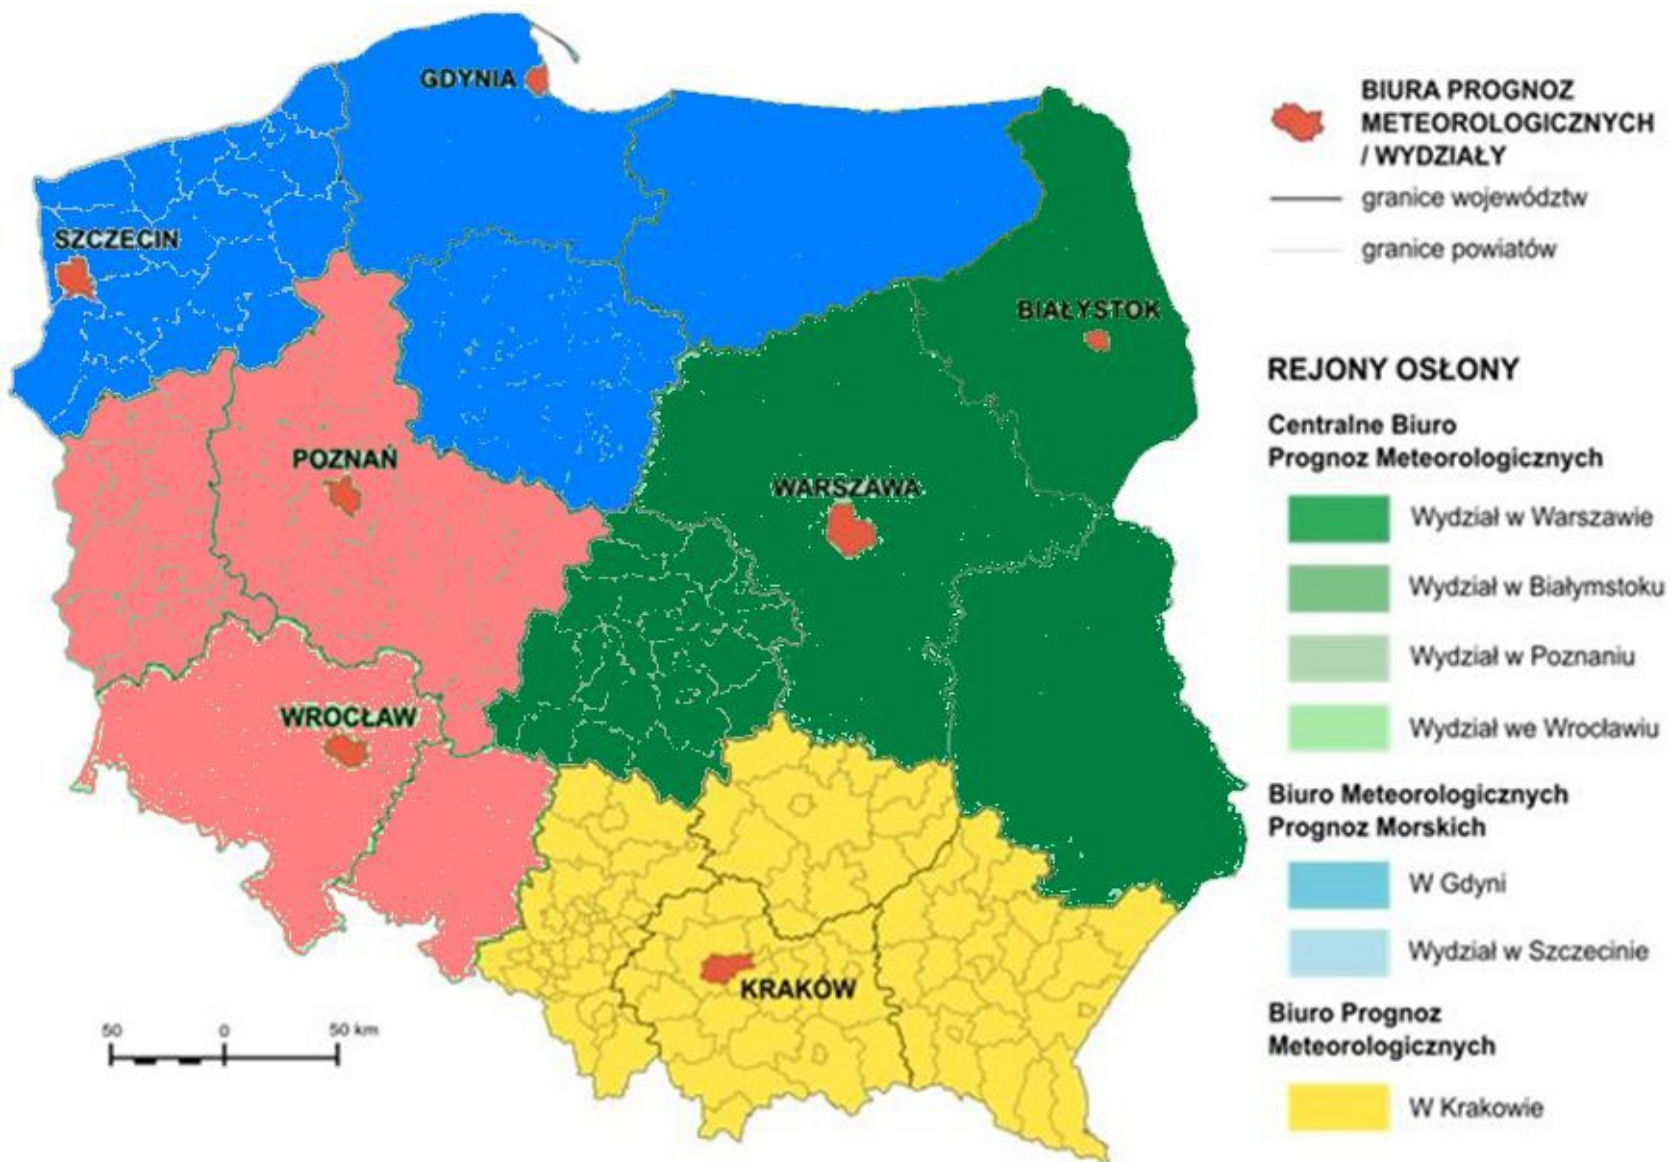 GDYNIA
SZCZECIN
BIAŁYSTOK
POZNAŃ
WARSZAWA
WROCŁAW
KRAKÓW
50 0 50 km
BIURA PROGNOZ
METEOROLOGICZNYCH
/ WYDZIAŁY
granice województw
granice powiatów
REJONY OSŁONY
Centralne Biuro
Prognoz Meteorologicznych
Wydział w Warszawie
Wydział w Białymstoku
Wydział w Poznaniu
Wydział we Wrocławiu
Biuro Meteorologicznych
Prognoz Morskich
W Gdyni
Wydział w Szczecinie
Biuro Prognoz
Meteorologicznych
W Krakowie